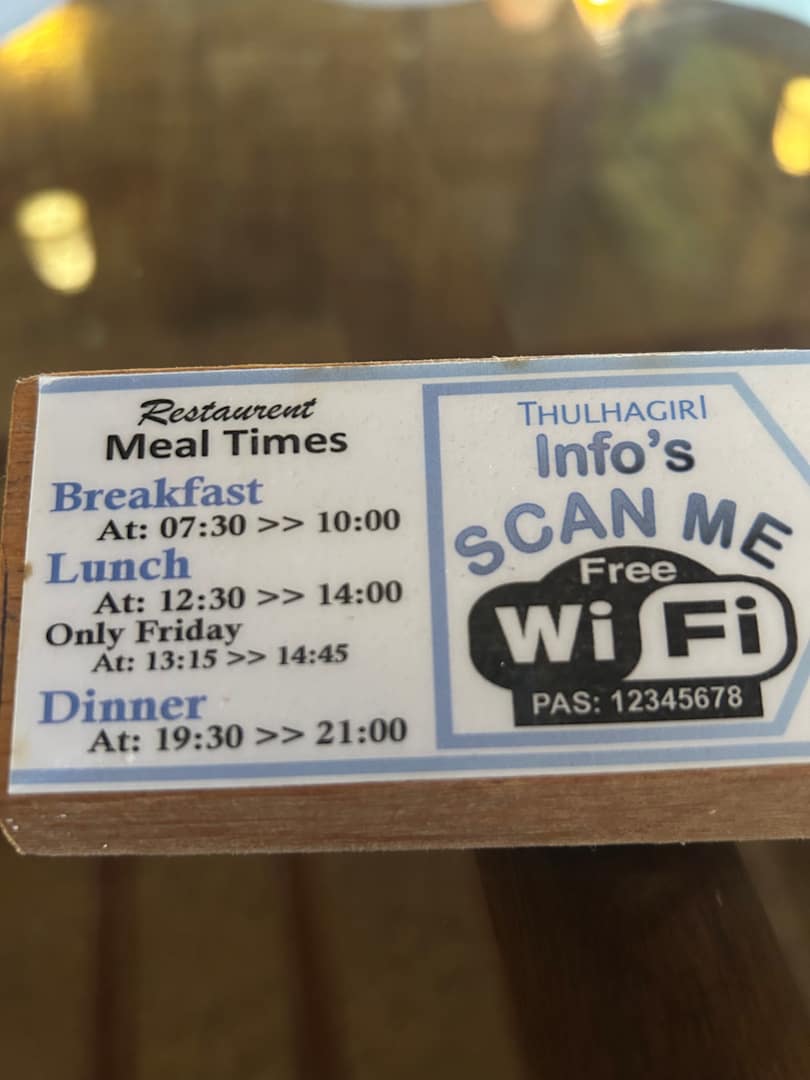 Restaurent
Meal Times
Breakfast
At: 07:30 >> 10:00
Lunch
At: 12:30 >> 14:00
Only Friday
At: 13:15 >> 14:45
Dinner
At: 19:30 >> 21:00
THULHAGIRI
Info's
SCAN ME
Free
Wi Fi
PAS: 12345678